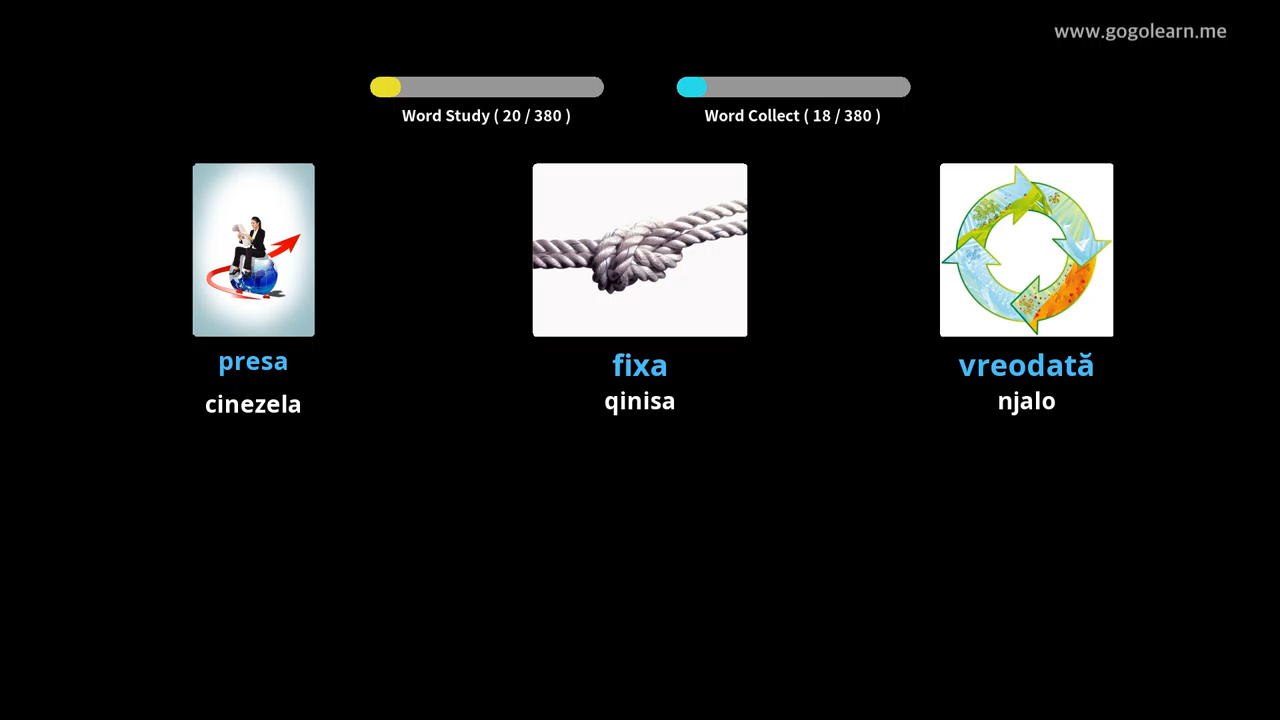 www.gogolearn.me
Word Study ( 20 / 380 )
Word Collect ( 18 / 380 )
presa
cinezela
fixa
qinisa
vreodată
njalo